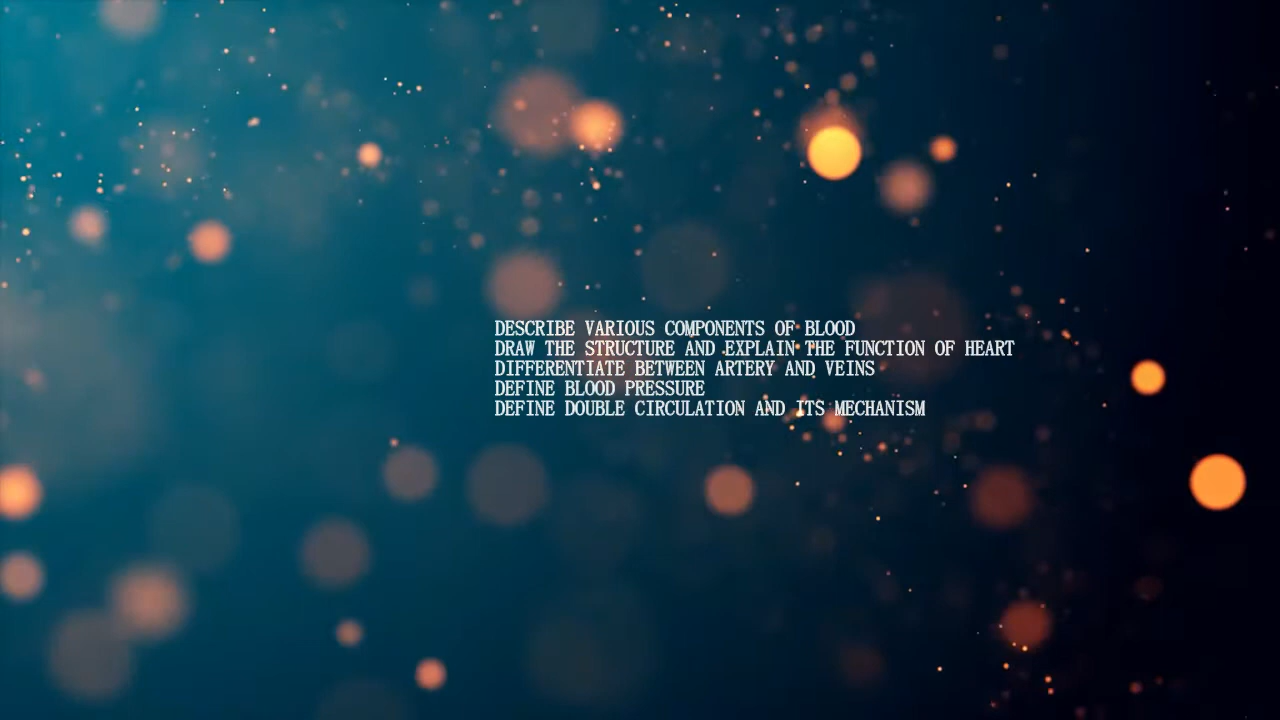 DESCRIBE VARIOUS COMPONENTS OF BLOOD
DRAW THE STRUCTURE AND EXPLAIN THE FUNCTION OF HEART
DIFFERENTIATE BETWEEN ARTERY AND VEINS
DEFINE BLOOD PRESSURE
DEFINE DOUBLE CIRCULATION AND ITS MECHANISM